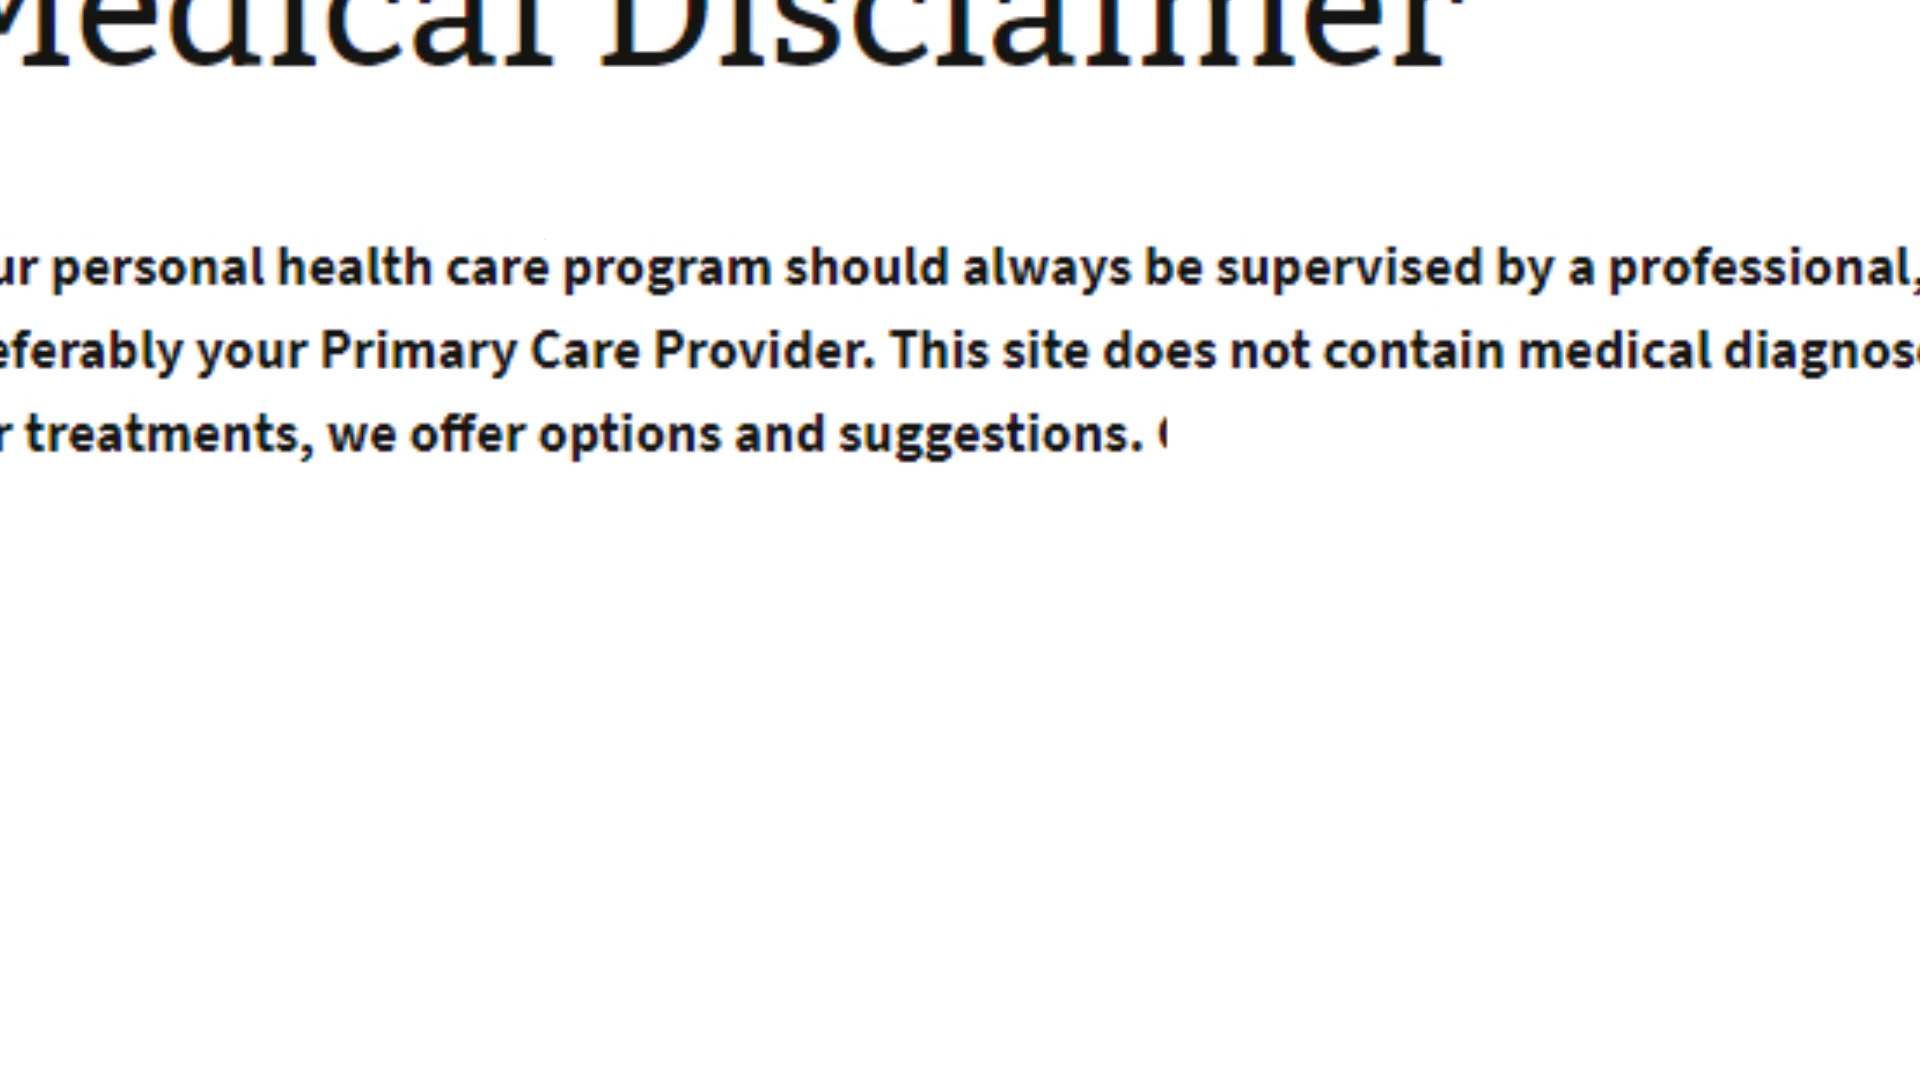 Medical Disclaimer
ur personal health care program should always be supervised by a professional,
eferably your Primary Care Provider. This site does not contain medical diagnose
r treatments, we offer options and suggestions.